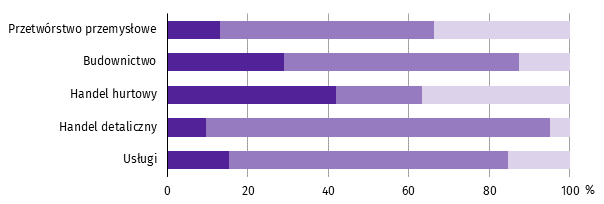 Przetwórstwo przemysłowe
Budownictwo
Handel hurtowy
Handel detaliczny
Usługi
0 20 40 60 80 100 %